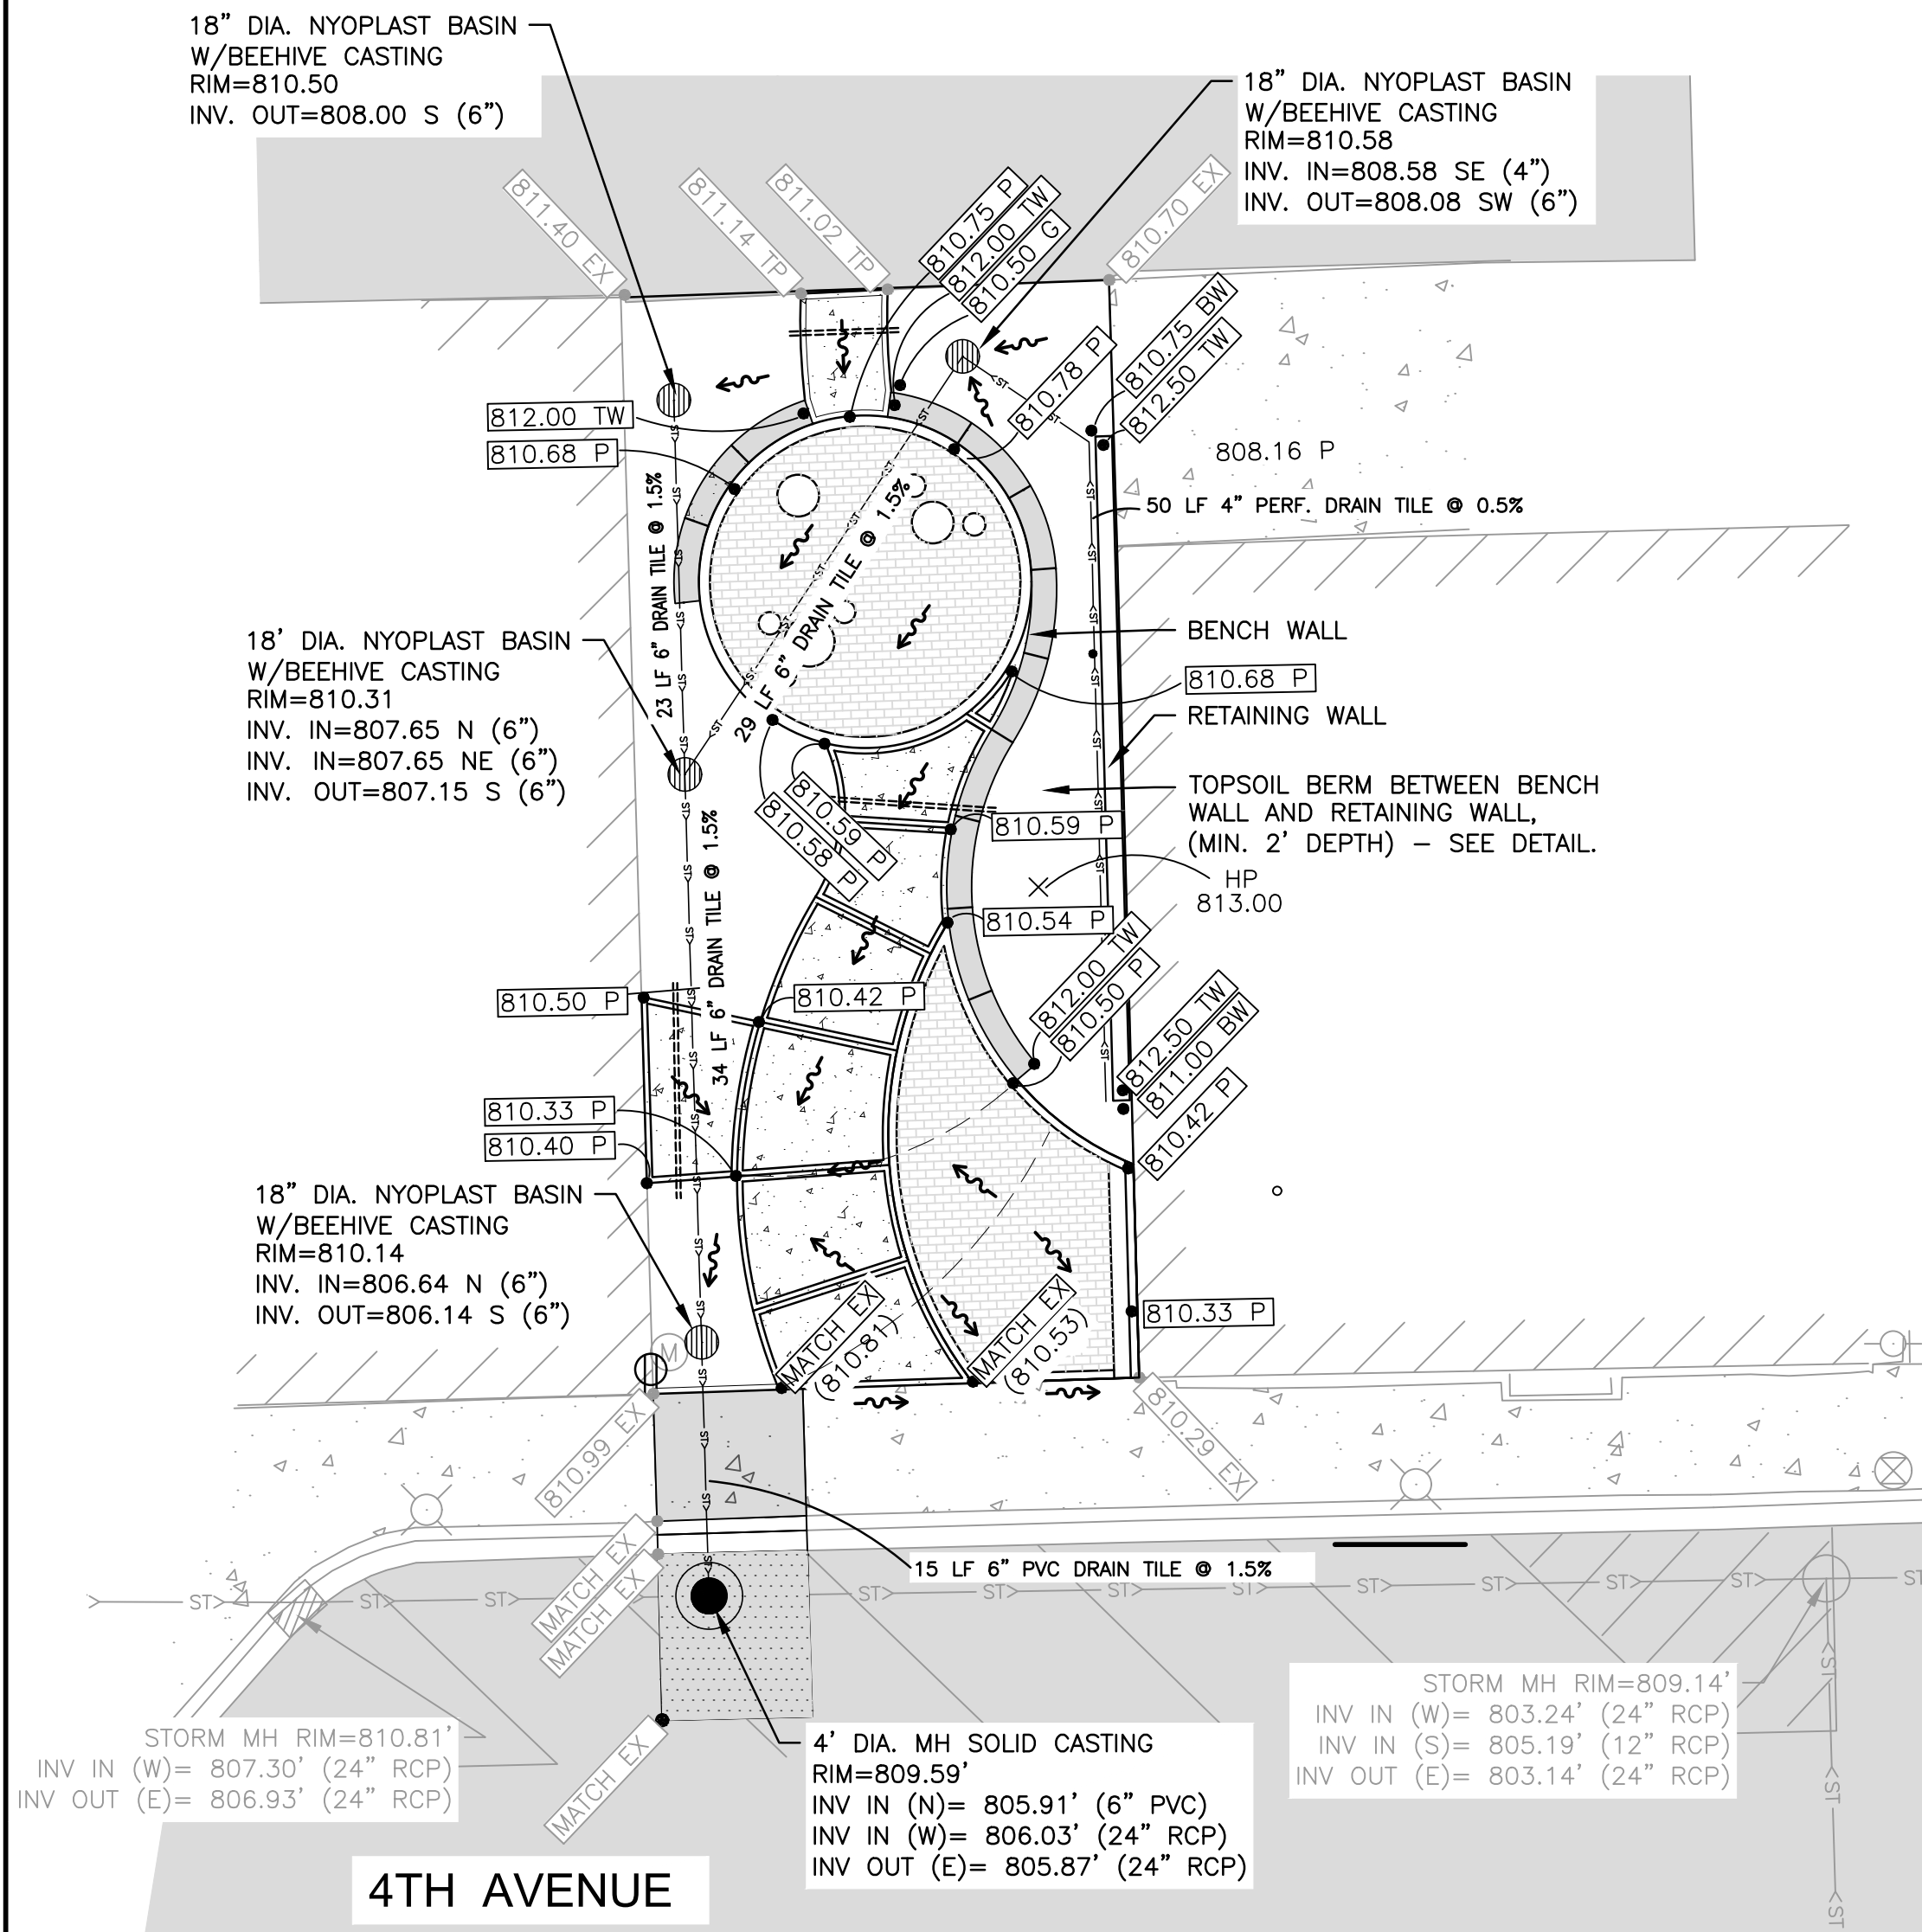 18" DIA. NYOPLAST BASIN
W/BEEHIVE CASTING
RIM=810.50
INV. OUT=808.00 S (6")
18" DIA. NYOPLAST BASIN
W/BEEHIVE CASTING
RIM=810.58
INV. IN=808.58 SE (4")
INV. OUT=808.08 SW (6")
811.40 EX
811.14 TP
811.02 TP
810.75 P
812.00 TW
810.50 G
810.70 EX
810.78 P
810.75 BW
812.50 TW
812.00 TW
810.68 P
808.16 P
50 LF 4" PERF. DRAIN TILE @ 0.5%
23 LF 6" DRAIN TILE @ 1.5%
29 LF 6" DRAIN TILE @ 1.5%
18' DIA. NYOPLAST BASIN
W/BEEHIVE CASTING
RIM=810.31
INV. IN=807.65 N (6")
INV. IN=807.65 NE (6")
INV. OUT=807.15 S (6")
BENCH WALL
810.68 P
RETAINING WALL
TOPSOIL BERM BETWEEN BENCH
WALL AND RETAINING WALL,
(MIN. 2' DEPTH) – SEE DETAIL.
810.59 P
810.58 P
810.59 P
HP
813.00
810.54 P
34 LF 6" DRAIN TILE @ 1.5%
812.00 TW
810.50 P
810.50 P
810.42 P
812.50 TW
811.00 BW
810.42 P
810.33 P
810.40 P
18" DIA. NYOPLAST BASIN
W/BEEHIVE CASTING
RIM=810.14
INV. IN=806.64 N (6")
INV. OUT=806.14 S (6")
M
MATCH EX
(810.81)
MATCH EX
(810.53)
810.33 P
810.99 EX
810.29 EX
15 LF 6" PVC DRAIN TILE @ 1.5%
MATCH EX
MATCH EX
ST ST ST ST ST ST ST ST ST ST ST
STORM MH RIM=810.81'
INV IN (W)= 807.30' (24" RCP)
INV OUT (E)= 806.93' (24" RCP)
MATCH EX
4' DIA. MH SOLID CASTING
RIM=809.59'
INV IN (N)= 805.91' (6" PVC)
INV IN (W)= 806.03' (24" RCP)
INV OUT (E)= 805.87' (24" RCP)
STORM MH RIM=809.14'
INV IN (W)= 803.24' (24" RCP)
INV IN (S)= 805.19' (12" RCP)
INV OUT (E)= 803.14' (24" RCP)
ST
ST
ST
4TH AVENUE